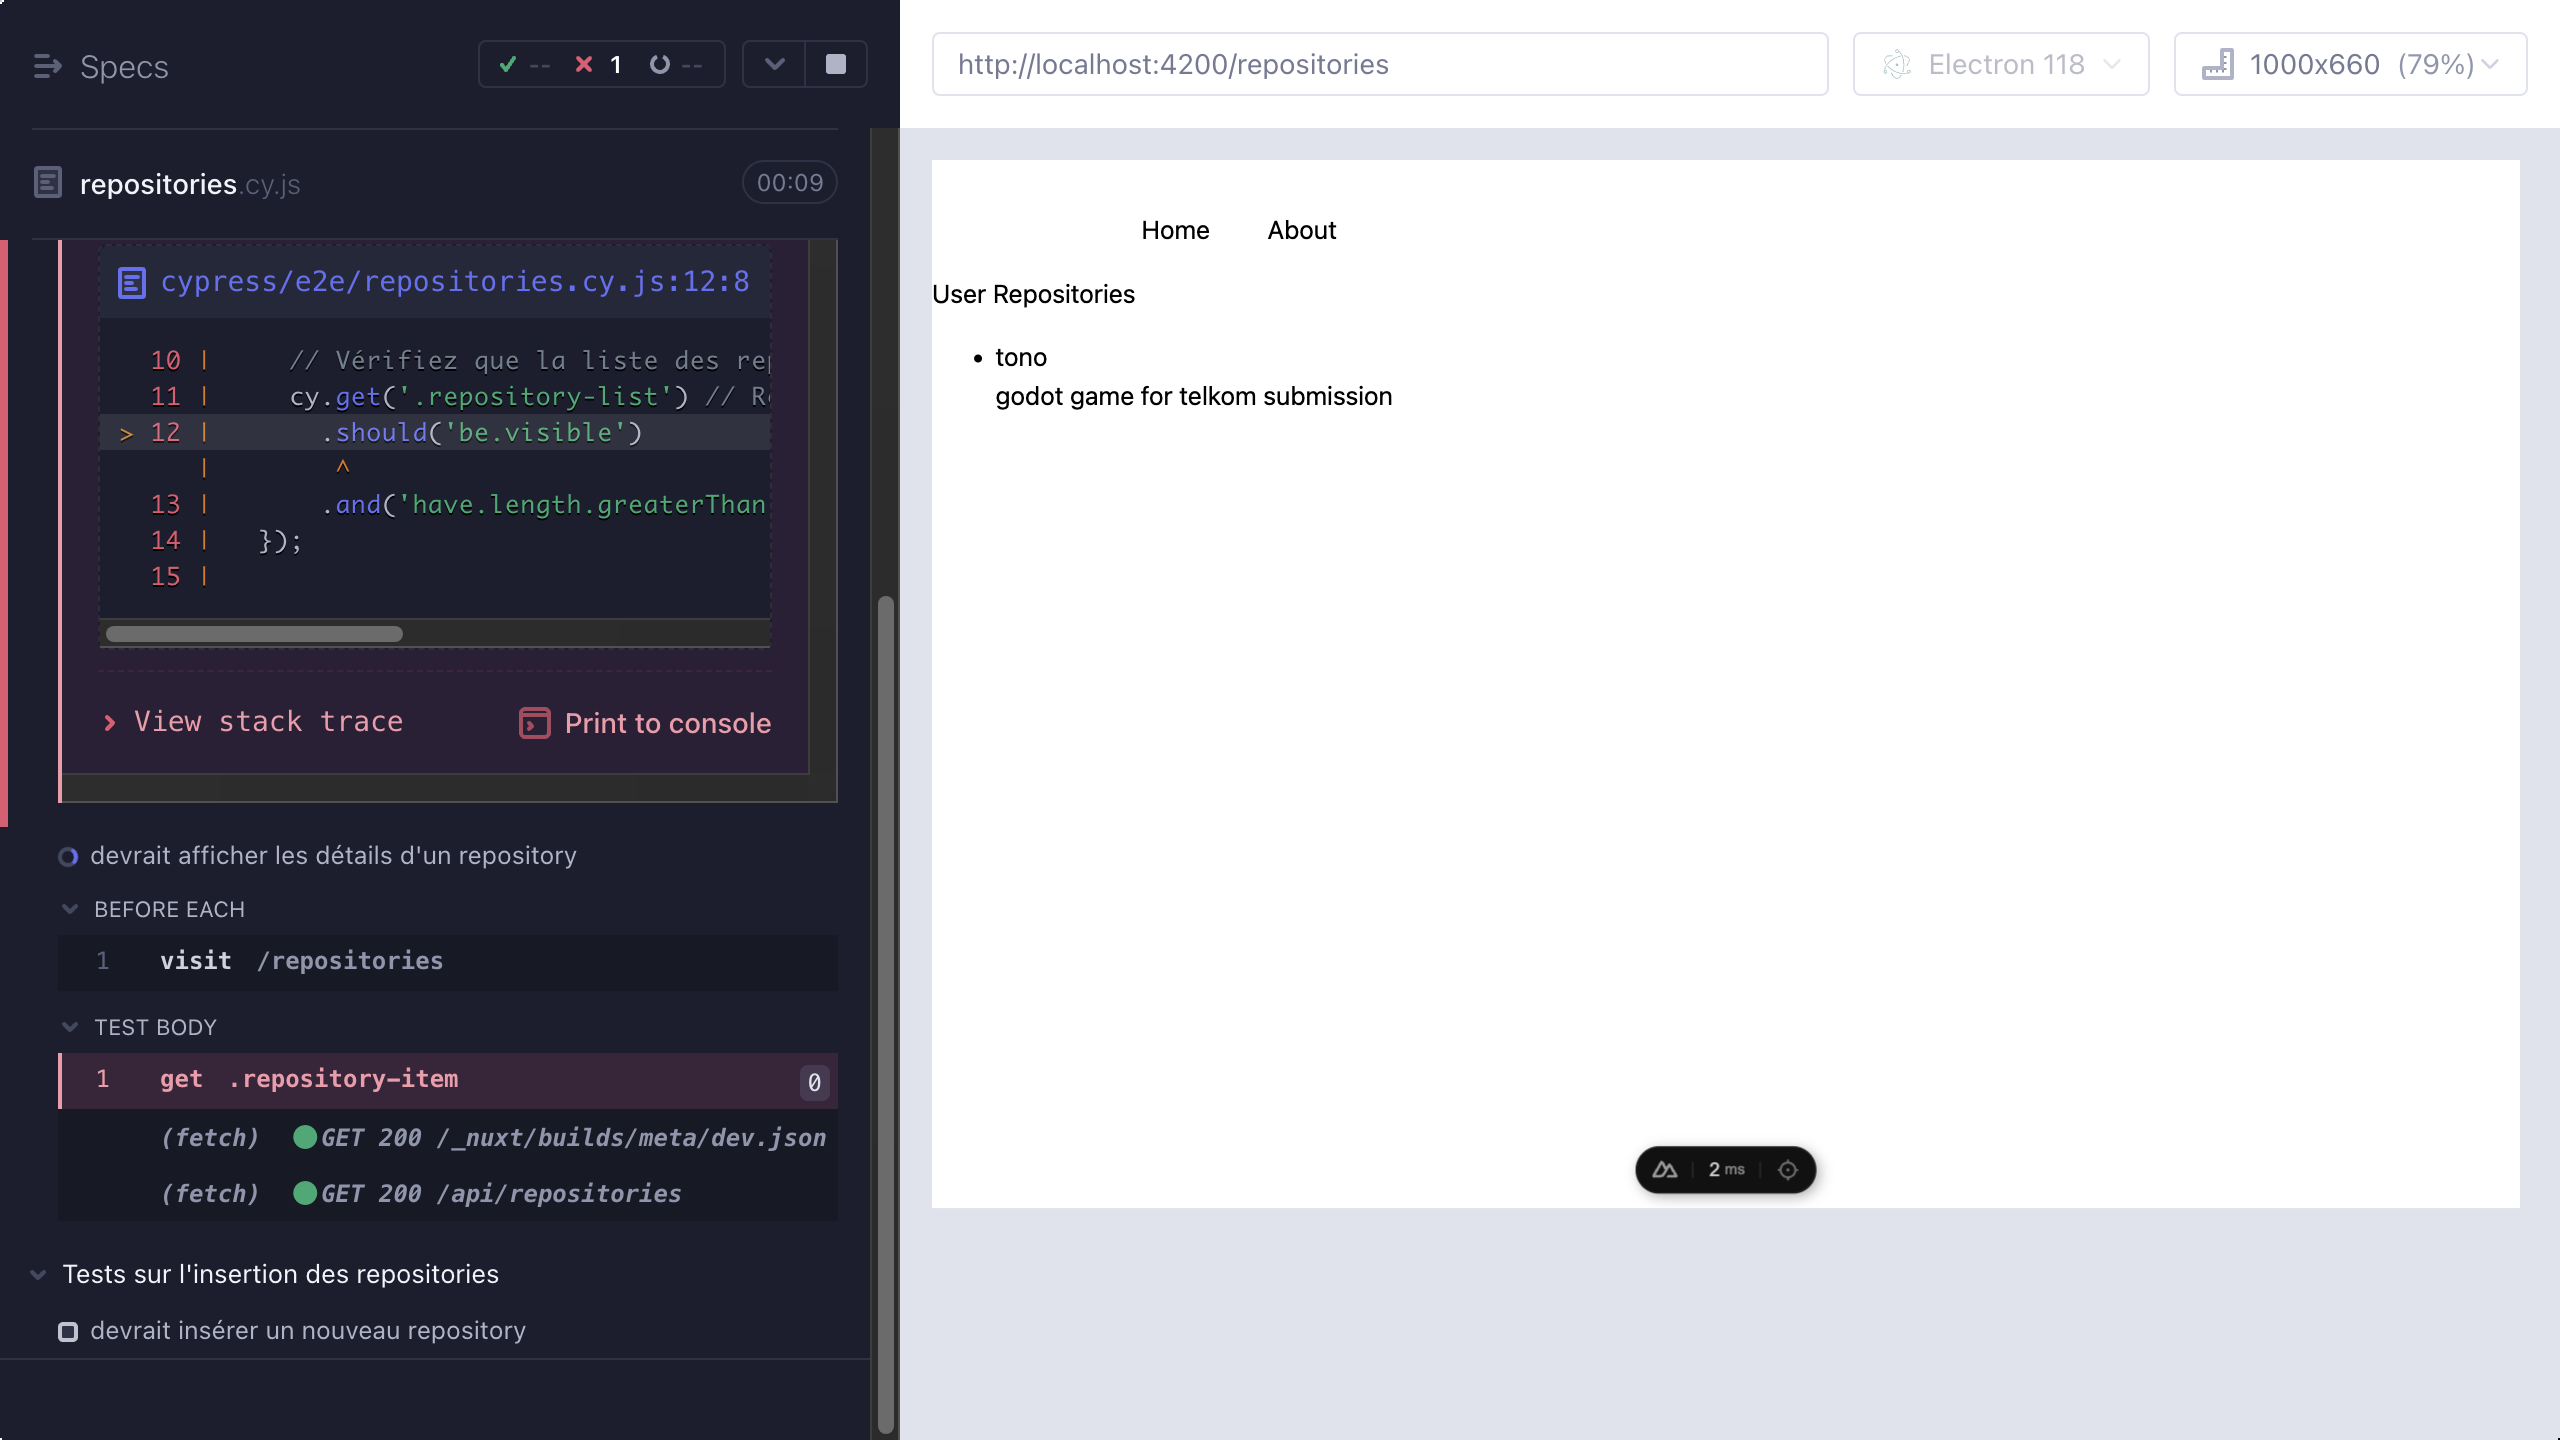 Specs
-- 1 --
repositories.cy.js 00:09
cypress/e2e/repositories.cy.js:12:8
10 | // Vérifiez que la liste des
11 | cy.get('.repository-list') //
> 12 | .should('be.visible')
| ^
13 | .and('have.length.greaterThan
14 | });
15 |
View stack trace
Print to console
devrait afficher les détails d'un repository
BEFORE EACH
1 visit /repositories
TEST BODY
1 get .repository-item 0
(fetch) GET 200 /_nuxt/builds/meta/dev.json
(fetch) GET 200 /api/repositories
Tests sur l'insertion des repositories
devrait insérer un nouveau repository
http://localhost:4200/repositories
Electron 118
1000x660 (79%)
Home About
User Repositories
• tono
godot game for telkom submission
2 ms